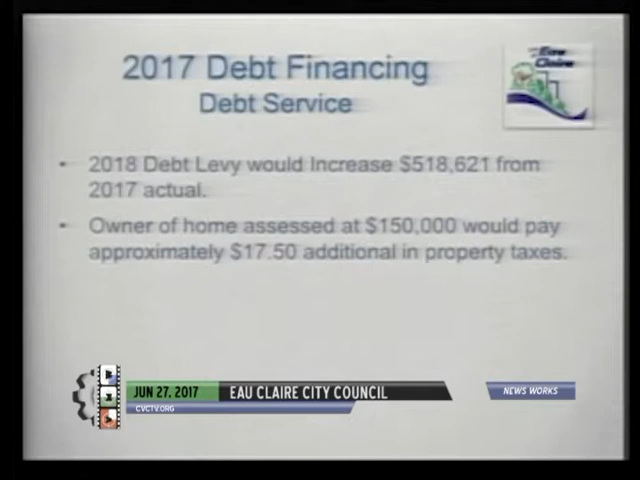 2017 Debt Financing
Debt Service
Eau
Claire
• 2018 Debt Levy would Increase $518,621 from
2017 actual.
• Owner of home assessed at $150,000 would pay
approximately $17.50 additional in property taxes.
JUN 27, 2017
EAU CLAIRE CITY COUNCIL
NEWS WORKS
CVCTV.ORG